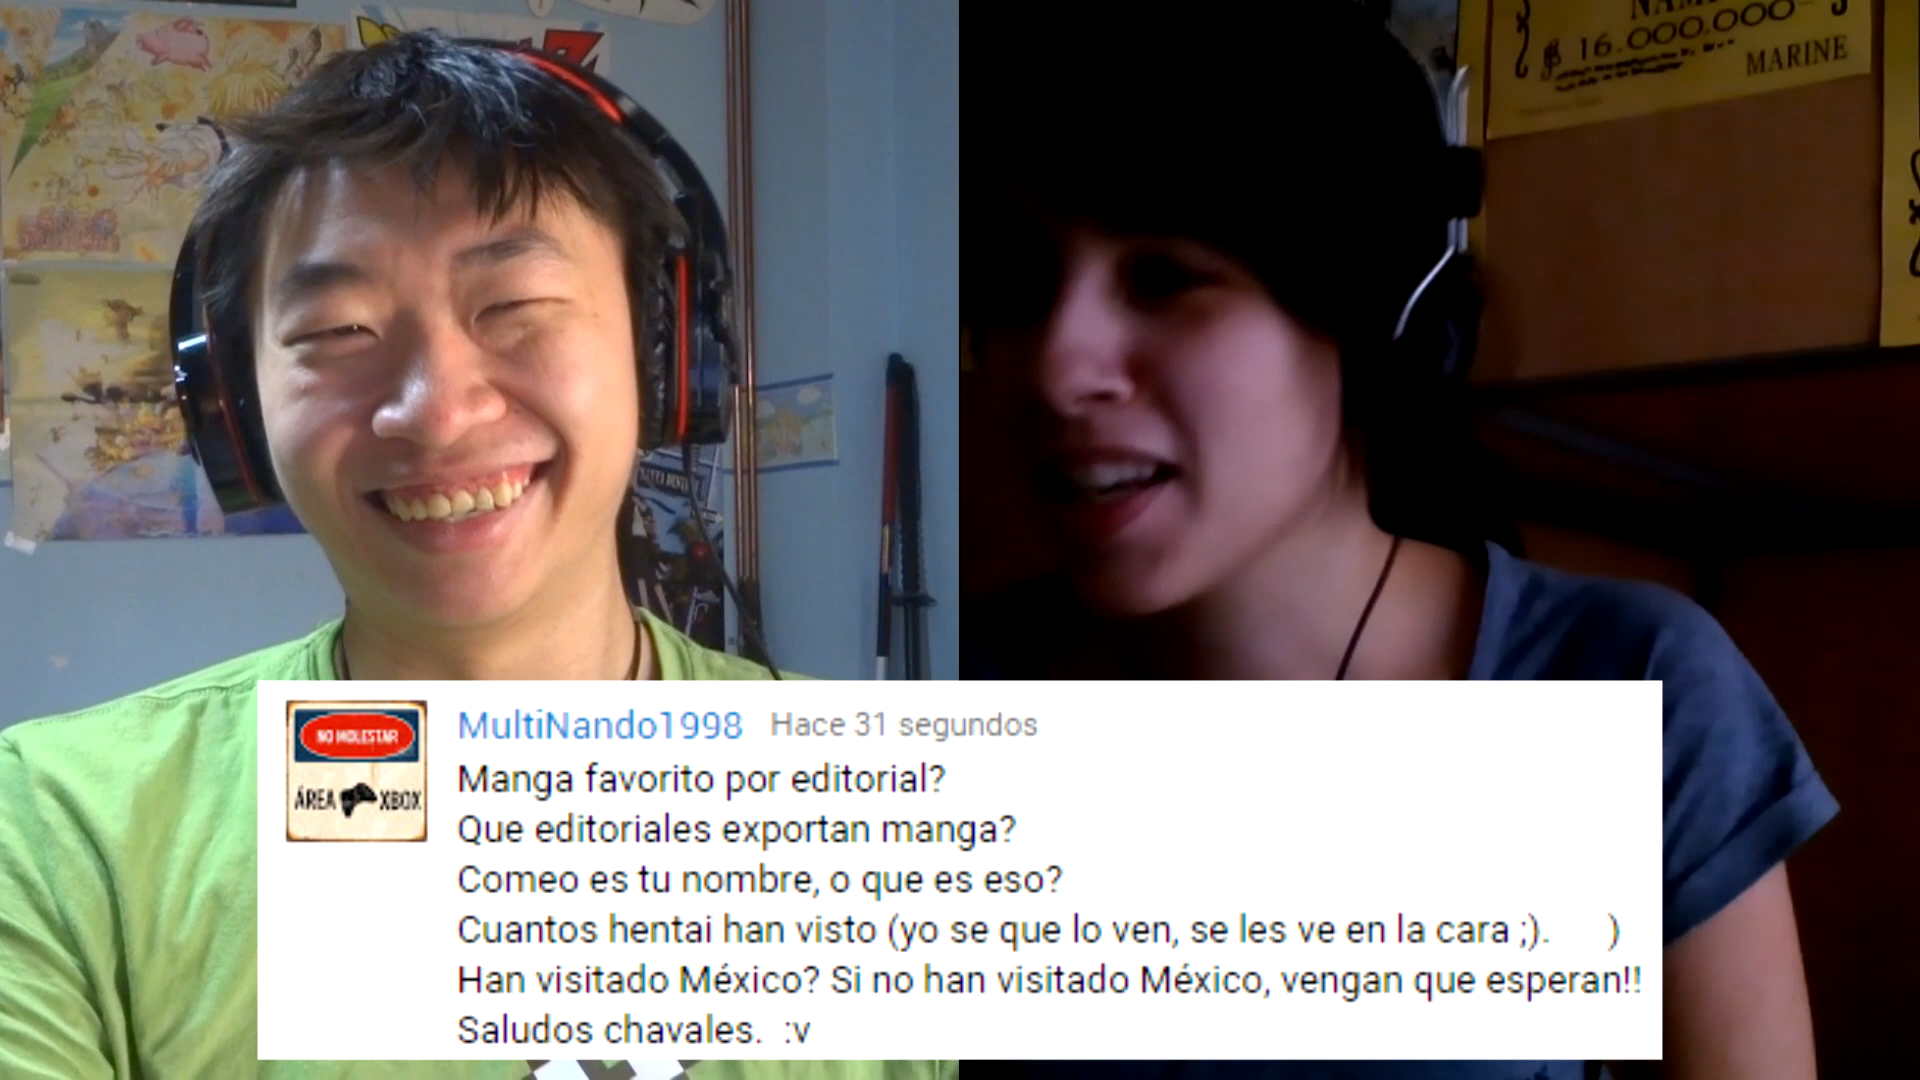 Z
NAMI
16.000.000-
MARINE
NO MOLESTAR
ÁREA XBOX
MultiNando1998 Hace 31 segundos
Manga favorito por editorial?
Que editoriales exportan manga?
Comeo es tu nombre, o que es eso?
Cuantos hentai han visto (yo se que lo ven, se les ve en la cara ;). )
Han visitado México? Si no han visitado México, vengan que esperan!!
Saludos chavales. :v